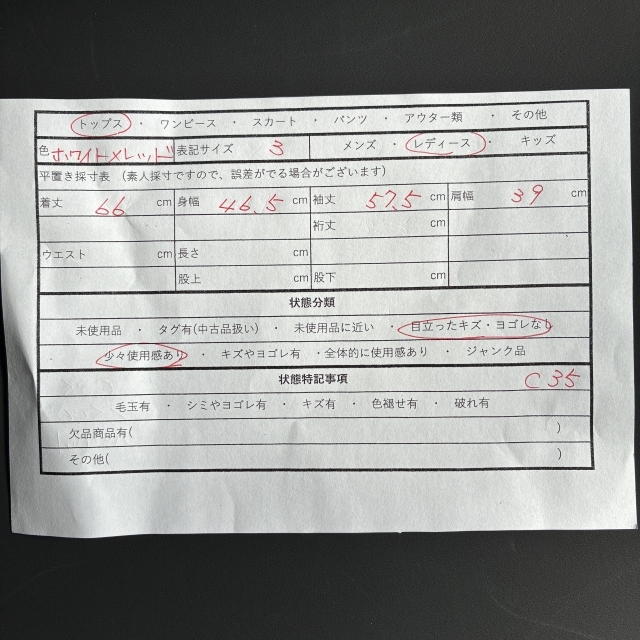 トップス ・ ワンピース ・ スカート ・ パンツ ・ アウター類 ・ その他
色 ホワイト×レッド 表記サイズ 3 メンズ ・ レディース ・ キッズ
平置き採寸表 （素人採寸ですので、誤差がでる場合がございます）
着丈 66 cm 身幅 46.5 cm 袖丈 57.5 cm 肩幅 39 cm
裄丈 cm
ウエスト cm 長さ cm
股上 cm 股下 cm
状態分類
未使用品 ・ タグ有(中古品扱い) ・ 未使用品に近い ・ 目立ったキズ・ヨゴレなし
少々使用感あり ・ キズやヨゴレ有 ・全体的に使用感あり ・ ジャンク品
状態特記事項 C35
毛玉有 ・ シミやヨゴレ有 ・ キズ有 ・ 色褪せ有 ・ 破れ有
欠品商品有( )
その他( )